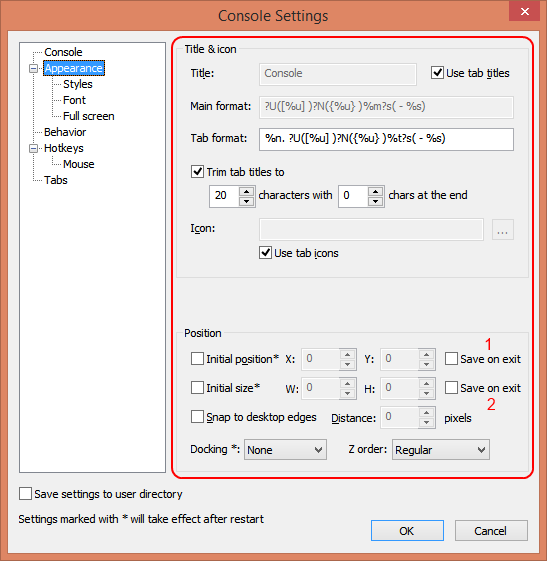 Console Settings
Console
Appearance
Styles
Font
Full screen
Behavior
Hotkeys
Mouse
Tabs
Title & icon
Title: Console Use tab titles
Main format: ?U([%u] )?N({%u} )%m?s( - %s)
Tab format: %n. ?U([%u] )?N({%u} )%t?s( - %s)
Trim tab titles to
20 characters with 0 chars at the end
Icon: ...
Use tab icons
Position
1
Initial position* X: 0 Y: 0 Save on exit
Initial size* W: 0 H: 0 Save on exit
2
Snap to desktop edges Distance: 0 pixels
Docking *: None Z order: Regular
Save settings to user directory
Settings marked with * will take effect after restart
OK Cancel